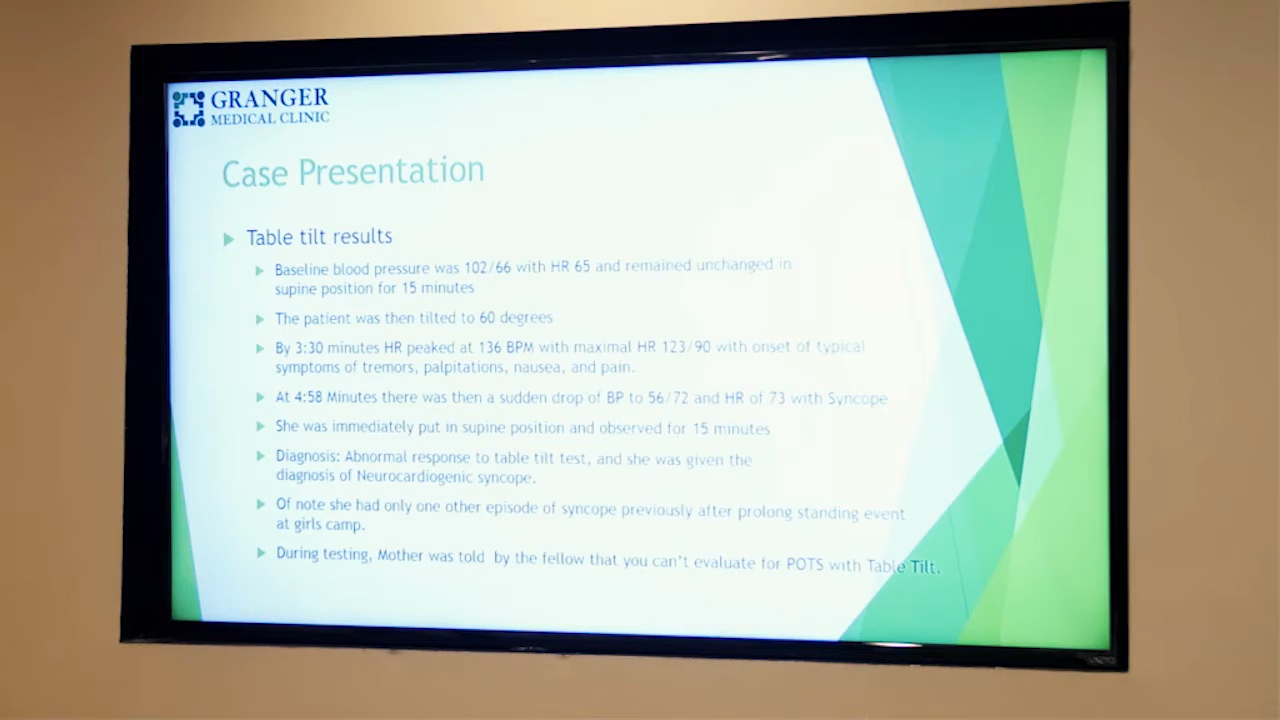 GRANGER
MEDICAL CLINIC
Case Presentation
Table tilt results
Baseline blood pressure was 102/66 with HR 65 and remained unchanged in
supine position for 15 minutes
The patient was then tilted to 60 degrees
By 3:30 minutes HR peaked at 136 BPM with maximal HR 123/90 with onset of typical
symptoms of tremors, palpitations, nausea, and pain.
At 4:58 Minutes there was then a sudden drop of BP to 56/72 and HR of 73 with Syncope
She was immediately put in supine position and observed for 15 minutes
Diagnosis: Abnormal response to table tilt test, and she was given the
diagnosis of Neurocardiogenic syncope.
Of note she had only one other episode of syncope previously after prolong standing event
at girls camp.
During testing, Mother was told by the fellow that you can't evaluate for POTS with Table Tilt.